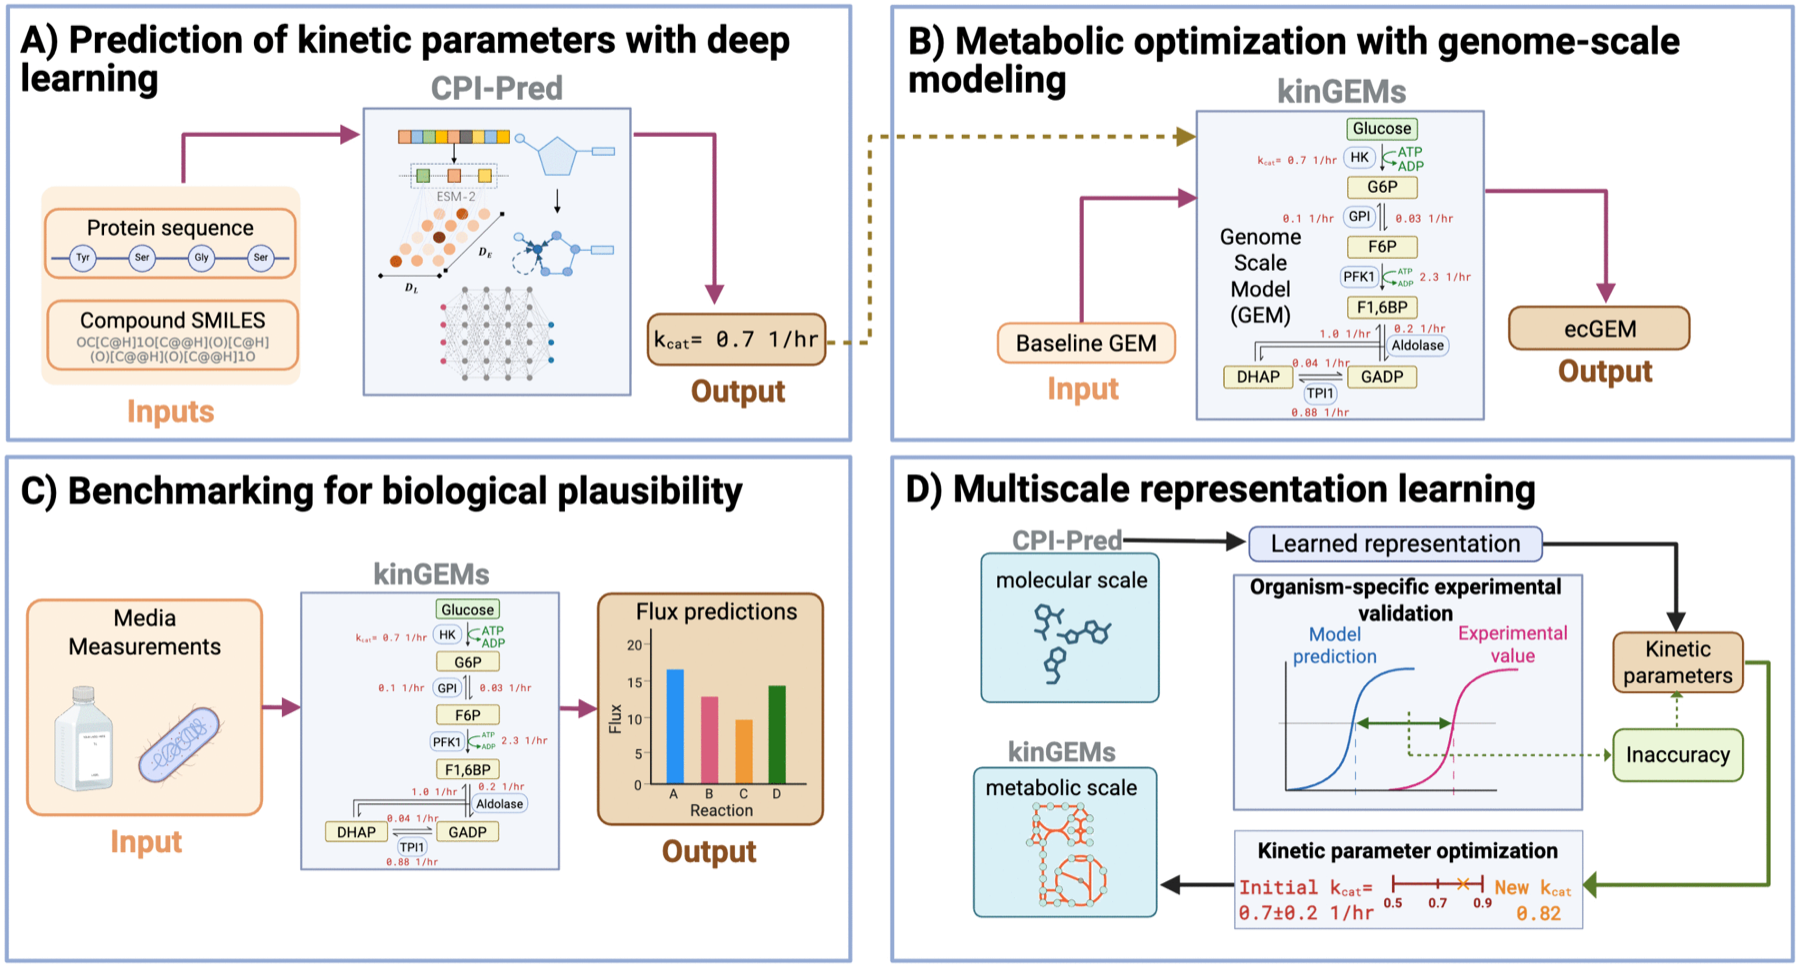 A) Prediction of kinetic parameters with deep
learning
CPI-Pred
Protein sequence
Tyr Ser Gly Ser
Compound SMILES
OC[C@H]1O[C@@H](O)[C@H]
(O)[C@@H](O)[C@@H]1O
Inputs
ESM-2
D_E
D_L
k_cat= 0.7 1/hr
Output
B) Metabolic optimization with genome-scale
modeling
kinGEMs
Baseline GEM
Input
Genome
Scale
Model
(GEM)
Glucose
k_cat= 0.7 1/hr HK ATP
ADP
G6P
0.1 1/hr GPI 0.03 1/hr
F6P
PFK1 ATP
ADP 2.3 1/hr
F1,6BP
1.0 1/hr 0.2 1/hr
Aldolase
0.04 1/hr
DHAP GADP
TPI1
0.88 1/hr
ecGEM
Output
C) Benchmarking for biological plausibility
Media
Measurements
Input
kinGEMs
Glucose
k_cat= 0.7 1/hr HK ATP
ADP
G6P
0.1 1/hr GPI 0.03 1/hr
F6P
PFK1 ATP
ADP 2.3 1/hr
F1,6BP
1.0 1/hr 0.2 1/hr
Aldolase
0.04 1/hr
DHAP GADP
TPI1
0.88 1/hr
Flux predictions
20
15
10
5
0
Flux
A B C D
Reaction
Output
D) Multiscale representation learning
CPI-Pred
molecular scale
Learned representation
Organism-specific experimental
validation
Model
prediction
Experimental
value
Kinetic
parameters
Inaccuracy
kinGEMs
metabolic scale
Kinetic parameter optimization
Initial k_cat=
0.7±0.2 1/hr
0.5 0.7 0.9
New k_cat
0.82